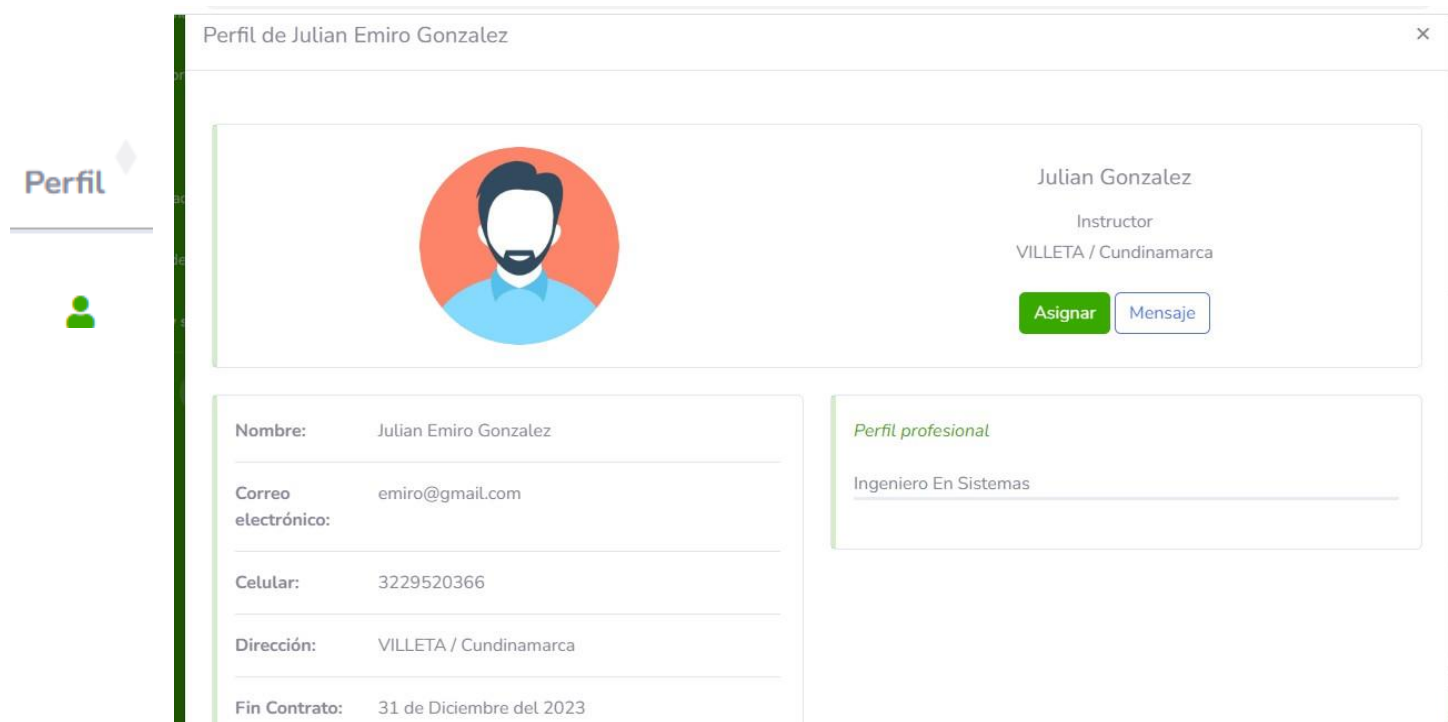 Perfil de Julian Emiro Gonzalez
×
Perfil
Julian Gonzalez
Instructor
VILLETA / Cundinamarca
Asignar Mensaje
Nombre: Julian Emiro Gonzalez
Correo electrónico: emiro@gmail.com
Celular: 3229520366
Dirección: VILLETA / Cundinamarca
Fin Contrato: 31 de Diciembre del 2023
Perfil profesional
Ingeniero En Sistemas